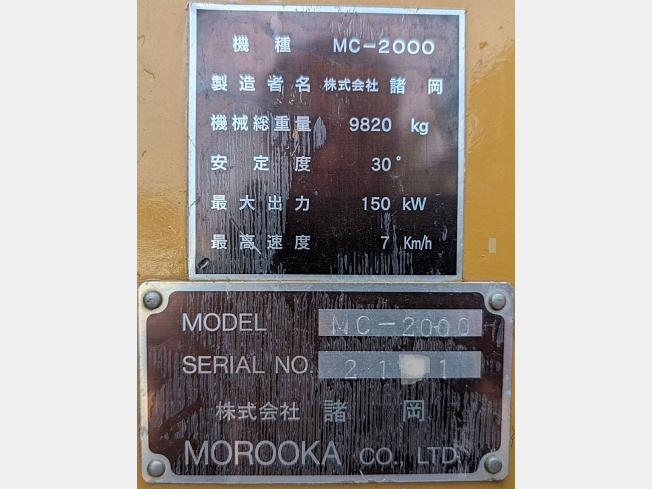 機種 MC-2000
製造者名 株式会社 諸岡
機械総重量 9820 kg
安定度 30°
最大出力 150 kW
最高速度 7 Km/h
MODEL MC-2000
SERIAL NO. 21 1
株式会社 諸岡
MOROOKA CO., LTD.